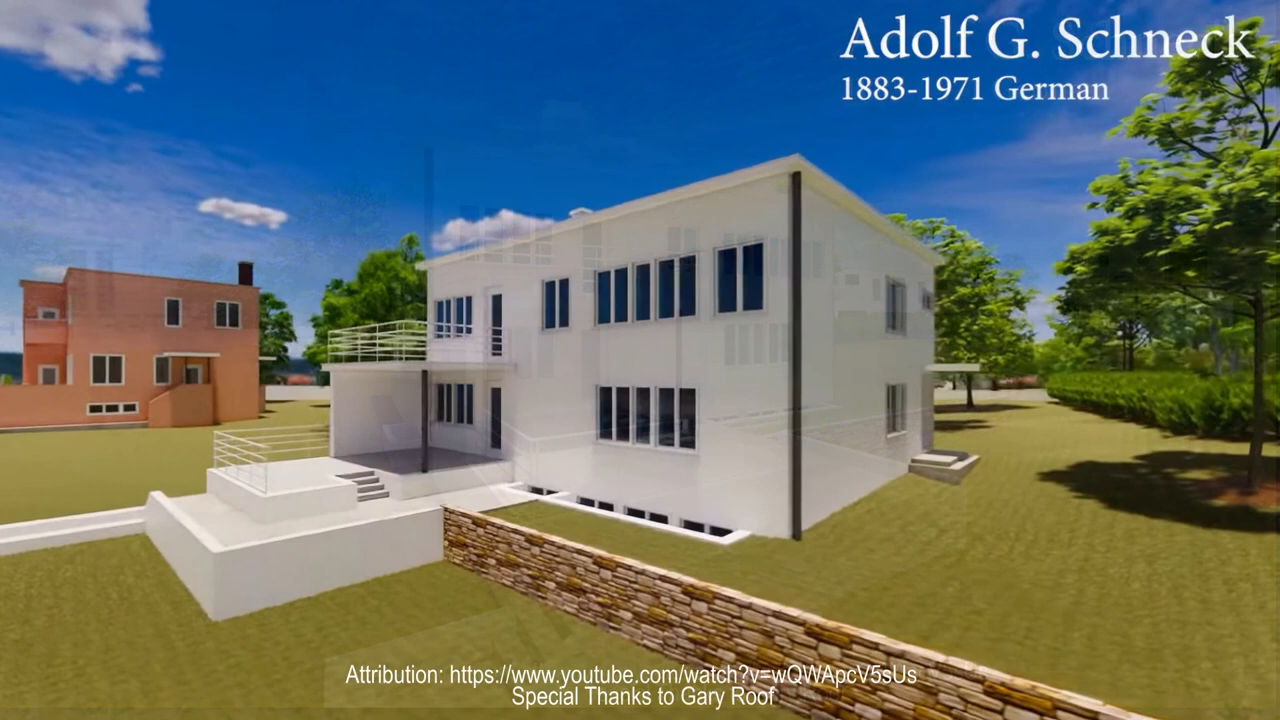 Adolf G. Schneck
1883-1971 German
Attribution: https://www.youtube.com/watch?v=wQWApcV5sUs
Special Thanks to Gary Roof